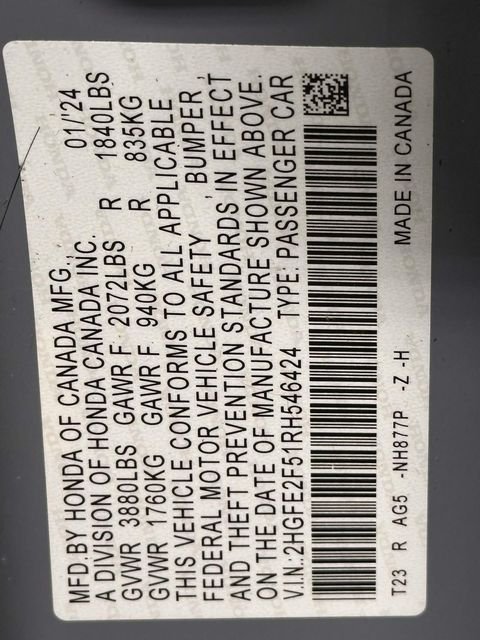 MFD.BY HONDA OF CANADA MFG., 01/'24
A DIVISION OF HONDA CANADA INC.
GVWR 3880LBS GAWR F 2072LBS R 1840LBS
GVWR 1760KG GAWR F 940KG R 835KG
THIS VEHICLE CONFORMS TO ALL APPLICABLE
FEDERAL MOTOR VEHICLE SAFETY , BUMPER ,
AND THEFT PREVENTION STANDARDS IN EFFECT
ON THE DATE OF MANUFACTURE SHOWN ABOVE.
V.I.N.:2HGFE2F51RH546424 TYPE: PASSENGER CAR
T23 R AG5 -NH877P -Z -H MADE IN CANADA